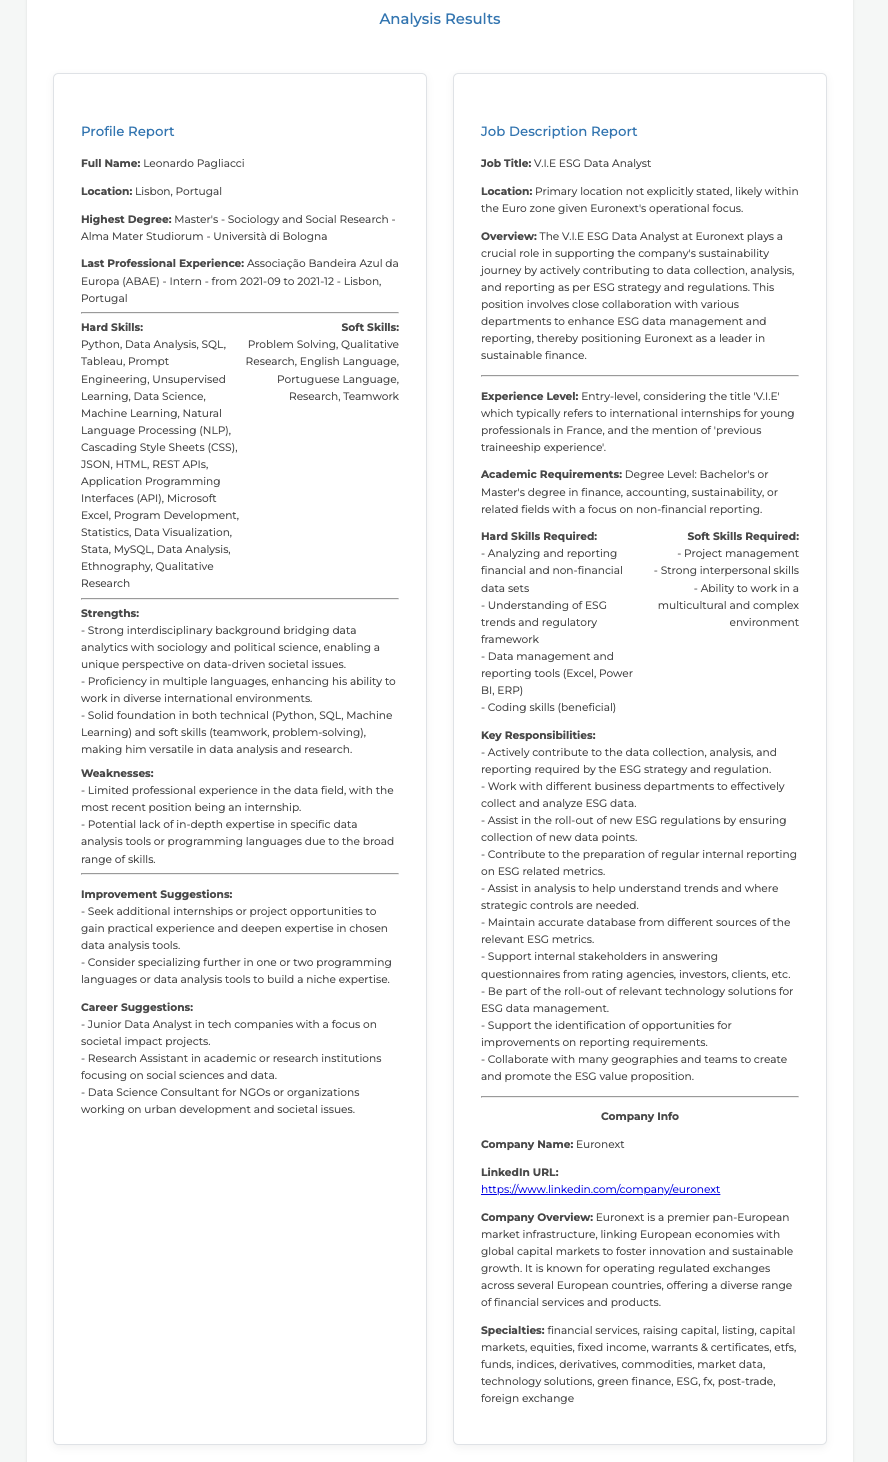 Analysis Results
Profile Report
Full Name: Leonardo Pagliacci
Location: Lisbon, Portugal
Highest Degree: Master's - Sociology and Social Research -
Alma Mater Studiorum - Università di Bologna
Last Professional Experience: Associação Bandeira Azul da
Europa (ABAE) - Intern - from 2021-09 to 2021-12 - Lisbon,
Portugal
Hard Skills:
Python, Data Analysis, SQL,
Tableau, Prompt
Engineering, Unsupervised
Learning, Data Science,
Machine Learning, Natural
Language Processing (NLP),
Cascading Style Sheets (CSS),
JSON, HTML, REST APIs,
Application Programming
Interfaces (API), Microsoft
Excel, Program Development,
Statistics, Data Visualization,
Stata, MySQL, Data Analysis,
Ethnography, Qualitative
Research
Soft Skills:
Problem Solving, Qualitative
Research, English Language,
Portuguese Language,
Research, Teamwork
Strengths:
- Strong interdisciplinary background bridging data
analytics with sociology and political science, enabling a
unique perspective on data-driven societal issues.
- Proficiency in multiple languages, enhancing his ability to
work in diverse international environments.
- Solid foundation in both technical (Python, SQL, Machine
Learning) and soft skills (teamwork, problem-solving),
making him versatile in data analysis and research.
Weaknesses:
- Limited professional experience in the data field, with the
most recent position being an internship.
- Potential lack of in-depth expertise in specific data
analysis tools or programming languages due to the broad
range of skills.
Improvement Suggestions:
- Seek additional internships or project opportunities to
gain practical experience and deepen expertise in chosen
data analysis tools.
- Consider specializing further in one or two programming
languages or data analysis tools to build a niche expertise.
Career Suggestions:
- Junior Data Analyst in tech companies with a focus on
societal impact projects.
- Research Assistant in academic or research institutions
focusing on social sciences and data.
- Data Science Consultant for NGOs or organizations
working on urban development and societal issues.
Job Description Report
Job Title: V.I.E ESG Data Analyst
Location: Primary location not explicitly stated, likely within
the Euro zone given Euronext's operational focus.
Overview: The V.I.E ESG Data Analyst at Euronext plays a
crucial role in supporting the company's sustainability
journey by actively contributing to data collection, analysis,
and reporting as per ESG strategy and regulations. This
position involves close collaboration with various
departments to enhance ESG data management and
reporting, thereby positioning Euronext as a leader in
sustainable finance.
Experience Level: Entry-level, considering the title 'V.I.E'
which typically refers to international internships for young
professionals in France, and the mention of 'previous
traineeship experience'.
Academic Requirements: Degree Level: Bachelor's or
Master's degree in finance, accounting, sustainability, or
related fields with a focus on non-financial reporting.
Hard Skills Required:
- Analyzing and reporting
financial and non-financial
data sets
- Understanding of ESG
trends and regulatory
framework
- Data management and
reporting tools (Excel, Power
BI, ERP)
- Coding skills (beneficial)
Soft Skills Required:
- Project management
- Strong interpersonal skills
- Ability to work in a
multicultural and complex
environment
Key Responsibilities:
- Actively contribute to the data collection, analysis, and
reporting required by the ESG strategy and regulation.
- Work with different business departments to effectively
collect and analyze ESG data.
- Assist in the roll-out of new ESG regulations by ensuring
collection of new data points.
- Contribute to the preparation of regular internal reporting
on ESG related metrics.
- Assist in analysis to help understand trends and where
strategic controls are needed.
- Maintain accurate database from different sources of the
relevant ESG metrics.
- Support internal stakeholders in answering
questionnaires from rating agencies, investors, clients, etc.
- Be part of the roll-out of relevant technology solutions for
ESG data management.
- Support the identification of opportunities for
improvements on reporting requirements.
- Collaborate with many geographies and teams to create
and promote the ESG value proposition.
Company Info
Company Name: Euronext
LinkedIn URL:
https://www.linkedin.com/company/euronext
Company Overview: Euronext is a premier pan-European
market infrastructure, linking European economies with
global capital markets to foster innovation and sustainable
growth. It is known for operating regulated exchanges
across several European countries, offering a diverse range
of financial services and products.
Specialties: financial services, raising capital, listing, capital
markets, equities, fixed income, warrants & certificates, etfs,
funds, indices, derivatives, commodities, market data,
technology solutions, green finance, ESG, fx, post-trade,
foreign exchange